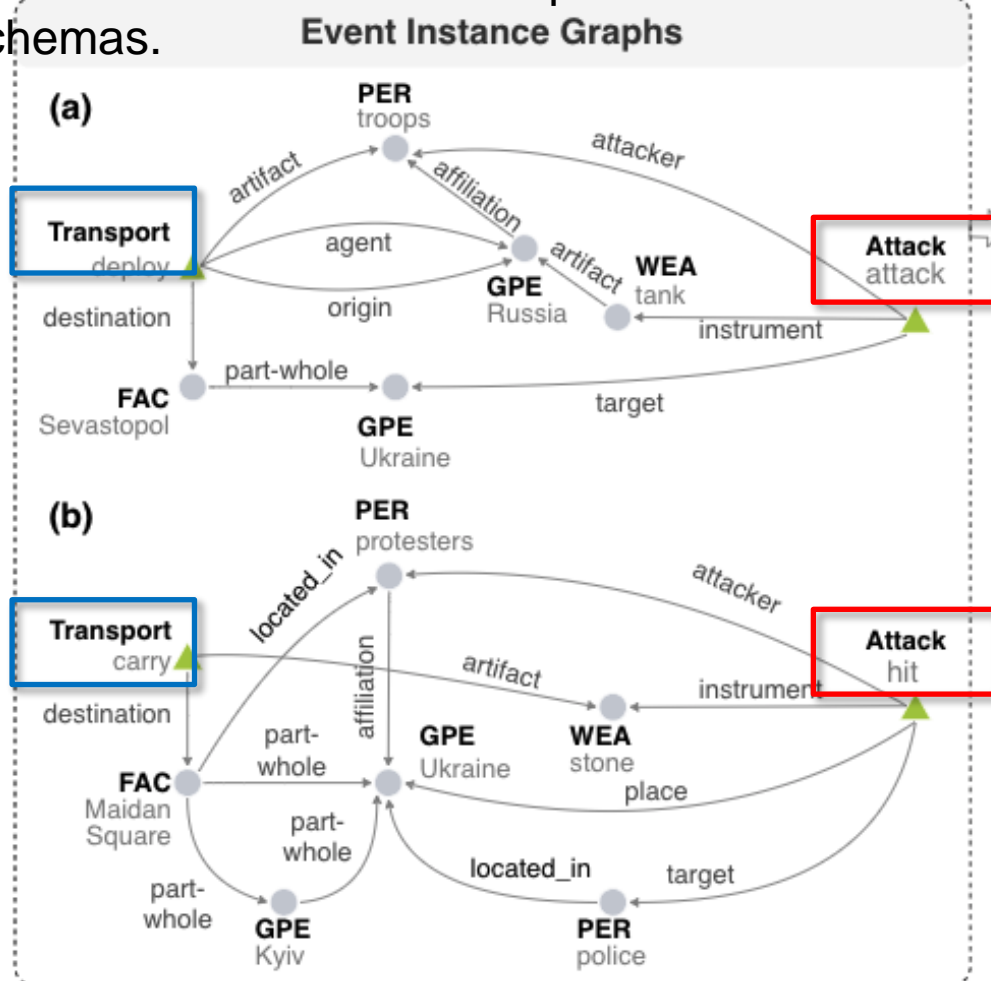 chemas.
Event Instance Graphs
(a)
PER
troops
attacker
artifact
affiliation
Transport
deploy
agent
artifact
WEA
tank
Attack
attack
GPE
Russia
origin
destination
instrument
part-whole
FAC
Sevastopol
target
GPE
Ukraine
(b)
PER
protesters
located_in
attacker
Transport
carry
affiliation
artifact
Attack
hit
instrument
destination
part-
whole
GPE
Ukraine
WEA
stone
FAC
Maidan
Square
place
part-
whole
located_in
target
part-
whole
GPE
Kyiv
PER
police